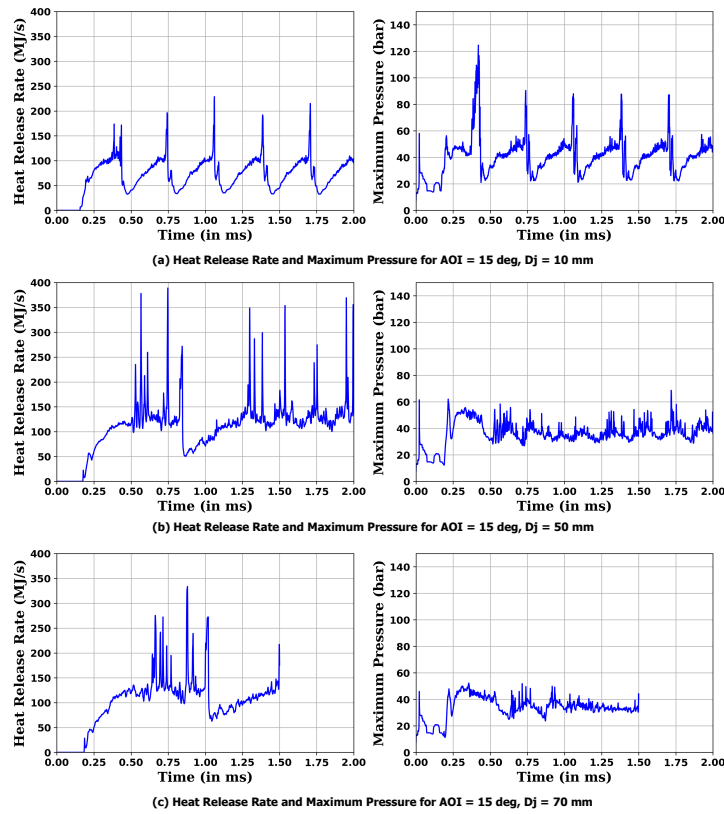 400
350
300
250
200
150
100
50
0
Heat Release Rate (MJ/s)
0.00 0.25 0.50 0.75 1.00 1.25 1.50 1.75 2.00
Time (in ms)
140
120
100
80
60
40
20
0
Maximum Pressure (bar)
0.00 0.25 0.50 0.75 1.00 1.25 1.50 1.75 2.00
Time (in ms)
(a) Heat Release Rate and Maximum Pressure for AOI = 15 deg, Dj = 10 mm
400
350
300
250
200
150
100
50
0
Heat Release Rate (MJ/s)
0.00 0.25 0.50 0.75 1.00 1.25 1.50 1.75 2.00
Time (in ms)
140
120
100
80
60
40
20
0
Maximum Pressure (bar)
0.00 0.25 0.50 0.75 1.00 1.25 1.50 1.75 2.00
Time (in ms)
(b) Heat Release Rate and Maximum Pressure for AOI = 15 deg, Dj = 50 mm
400
350
300
250
200
150
100
50
0
Heat Release Rate (MJ/s)
0.00 0.25 0.50 0.75 1.00 1.25 1.50 1.75 2.00
Time (in ms)
140
120
100
80
60
40
20
0
Maximum Pressure (bar)
0.00 0.25 0.50 0.75 1.00 1.25 1.50 1.75 2.00
Time (in ms)
(c) Heat Release Rate and Maximum Pressure for AOI = 15 deg, Dj = 70 mm